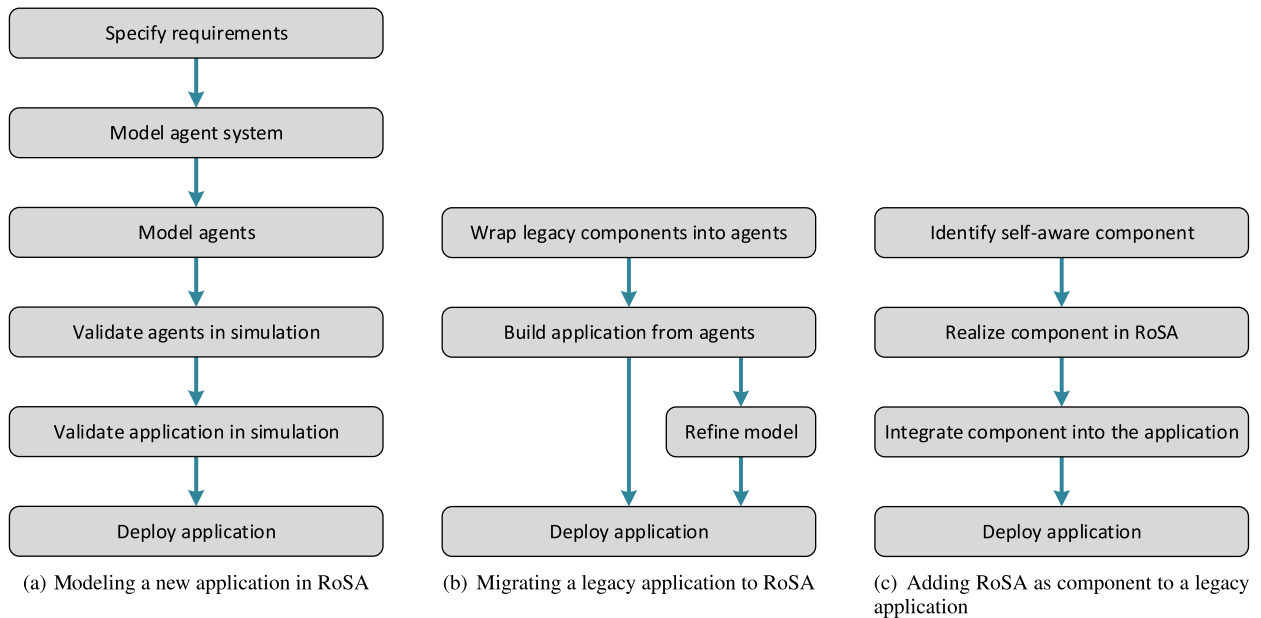 Specify requirements
Model agent system
Model agents
Validate agents in simulation
Validate application in simulation
Deploy application
(a) Modeling a new application in RoSA
Wrap legacy components into agents
Build application from agents
Refine model
Deploy application
(b) Migrating a legacy application to RoSA
Identify self-aware component
Realize component in RoSA
Integrate component into the application
Deploy application
(c) Adding RoSA as component to a legacy
application